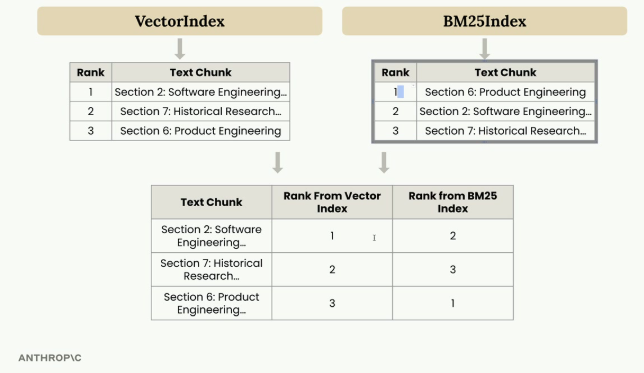 VectorIndex
BM25Index
Rank Text Chunk
1 Section 2: Software Engineering...
2 Section 7: Historical Research...
3 Section 6: Product Engineering
Rank Text Chunk
1 Section 6: Product Engineering
2 Section 2: Software Engineering...
3 Section 7: Historical Research...
Text Chunk
Rank From Vector
Index
Rank from BM25
Index
Section 2: Software
Engineering...
1
2
Section 7: Historical
Research...
2
3
Section 6: Product
Engineering...
3
1
ANTHROP\C